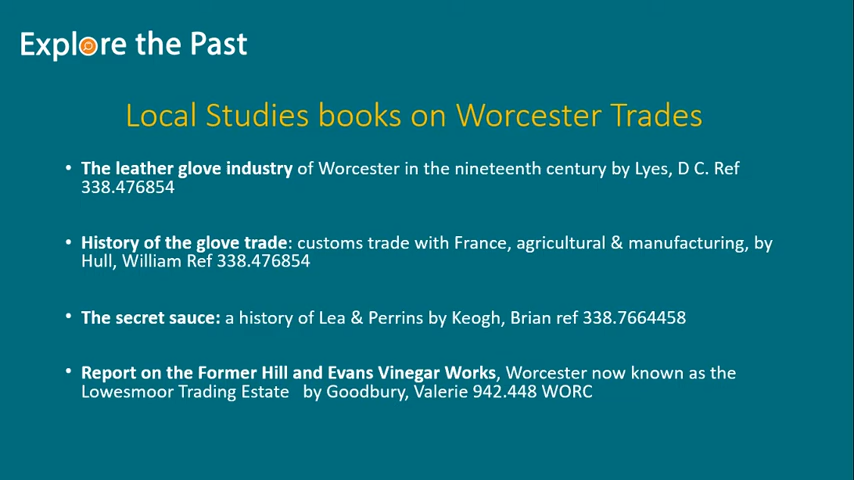 Explore the Past
Local Studies books on Worcester Trades
• The leather glove industry of Worcester in the nineteenth century by Lyes, D C. Ref
338.476854
• History of the glove trade: customs trade with France, agricultural & manufacturing, by
Hull, William Ref 338.476854
• The secret sauce: a history of Lea & Perrins by Keogh, Brian ref 338.7664458
• Report on the Former Hill and Evans Vinegar Works, Worcester now known as the
Lowesmoor Trading Estate by Goodbury, Valerie 942.448 WORC